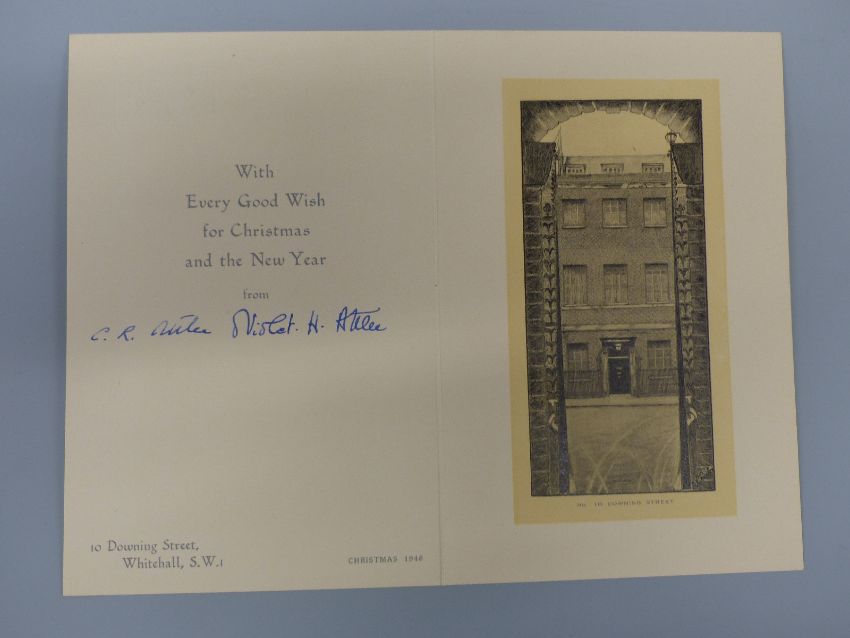 With
Every Good Wish
for Christmas
and the New Year
from
C. R. Attlee Violet. H. Attlee
10 Downing Street,
Whitehall, S.W.1
CHRISTMAS 1946
No. 10 DOWNING STREET